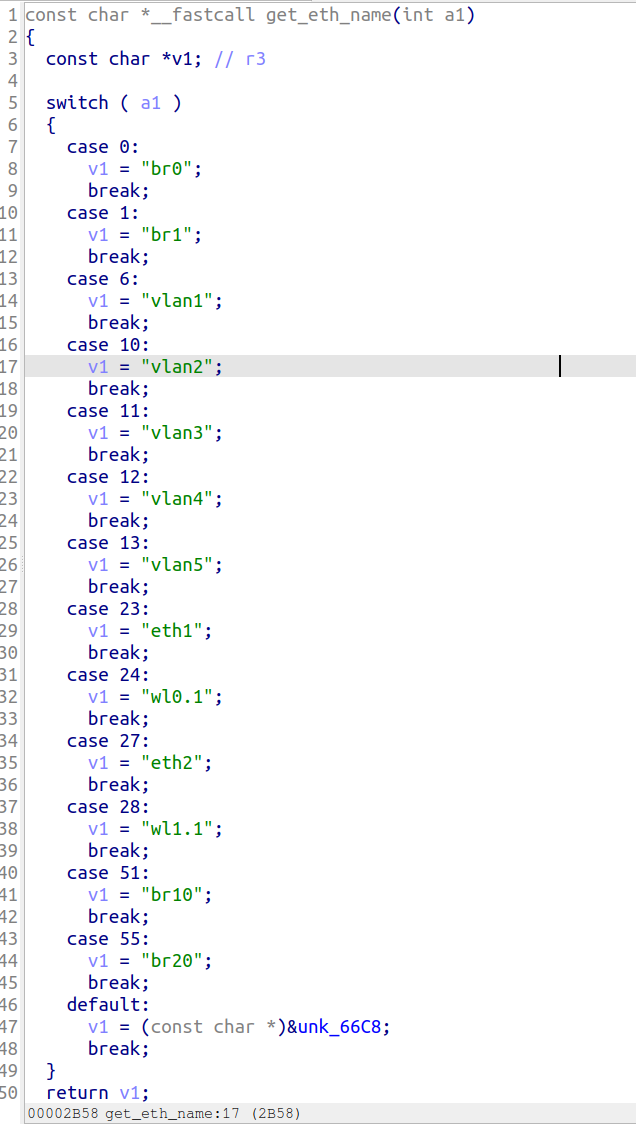 1 const char *__fastcall get_eth_name(int a1)
2 {
3   const char *v1; // r3
4
5   switch ( a1 )
6   {
7     case 0:
8       v1 = "br0";
9       break;
10     case 1:
11       v1 = "br1";
12       break;
13     case 6:
14       v1 = "vlan1";
15       break;
16     case 10:
17       v1 = "vlan2";
18       break;
19     case 11:
20       v1 = "vlan3";
21       break;
22     case 12:
23       v1 = "vlan4";
24       break;
25     case 13:
26       v1 = "vlan5";
27       break;
28     case 23:
29       v1 = "eth1";
30       break;
31     case 24:
32       v1 = "wl0.1";
33       break;
34     case 27:
35       v1 = "eth2";
36       break;
37     case 28:
38       v1 = "wl1.1";
39       break;
40     case 51:
41       v1 = "br10";
42       break;
43     case 55:
44       v1 = "br20";
45       break;
46     default:
47       v1 = (const char *)&unk_66C8;
48       break;
49   }
50   return v1;
00002B58 get_eth_name:17 (2B58)